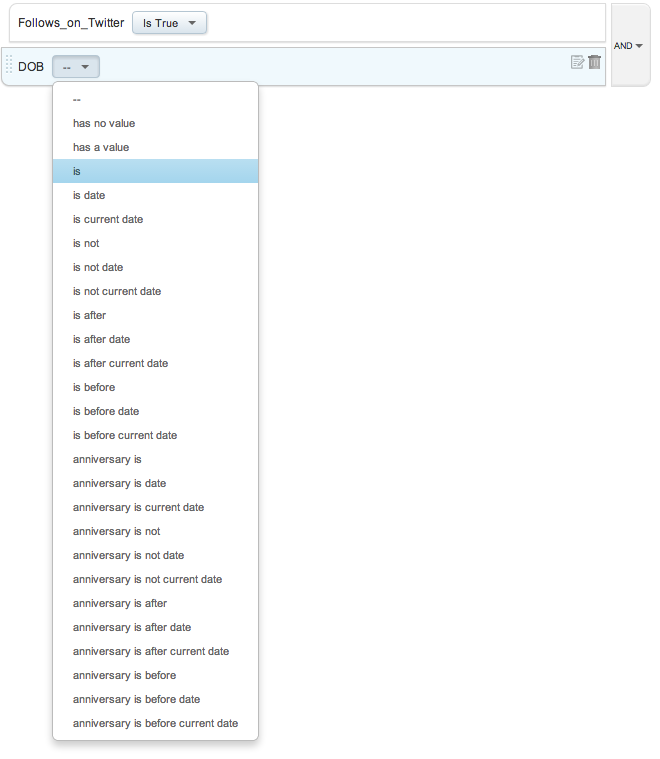 Follows_on_Twitter Is True
AND
DOB --
--
has no value
has a value
is
is date
is current date
is not
is not date
is not current date
is after
is after date
is after current date
is before
is before date
is before current date
anniversary is
anniversary is date
anniversary is current date
anniversary is not
anniversary is not date
anniversary is not current date
anniversary is after
anniversary is after date
anniversary is after current date
anniversary is before
anniversary is before date
anniversary is before current date